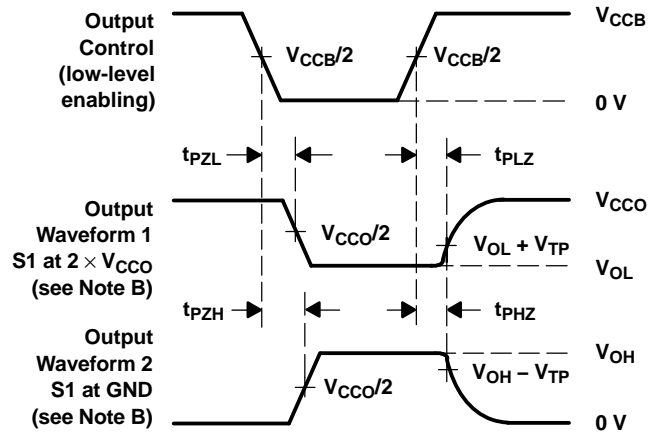 Output
Control
(low-level
enabling)
VCCB
VCCB/2
VCCB/2
0 V
tPZL
tPLZ
Output
Waveform 1
S1 at 2 × VCCO
(see Note B)
VCCO
VCCO/2
VOL + VTP
VOL
tPZH
tPHZ
Output
Waveform 2
S1 at GND
(see Note B)
VOH
VCCO/2
VOH − VTP
0 V